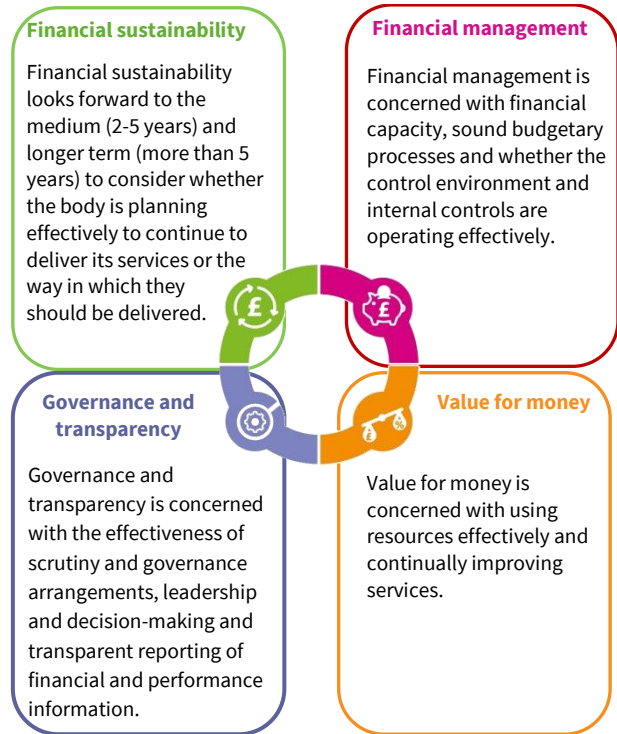 Financial sustainability
Financial sustainability
looks forward to the
medium (2-5 years) and
longer term (more than 5
years) to consider whether
the body is planning
effectively to continue to
deliver its services or the
way in which they
should be delivered.
Financial management
Financial management is
concerned with financial
capacity, sound budgetary
processes and whether the
control environment and
internal controls are
operating effectively.
£
£
Governance and
transparency
Governance and
transparency is concerned
with the effectiveness of
scrutiny and governance
arrangements, leadership
and decision-making and
transparent reporting of
financial and performance
information.
Value for money
£
%
Value for money is
concerned with using
resources effectively and
continually improving
services.